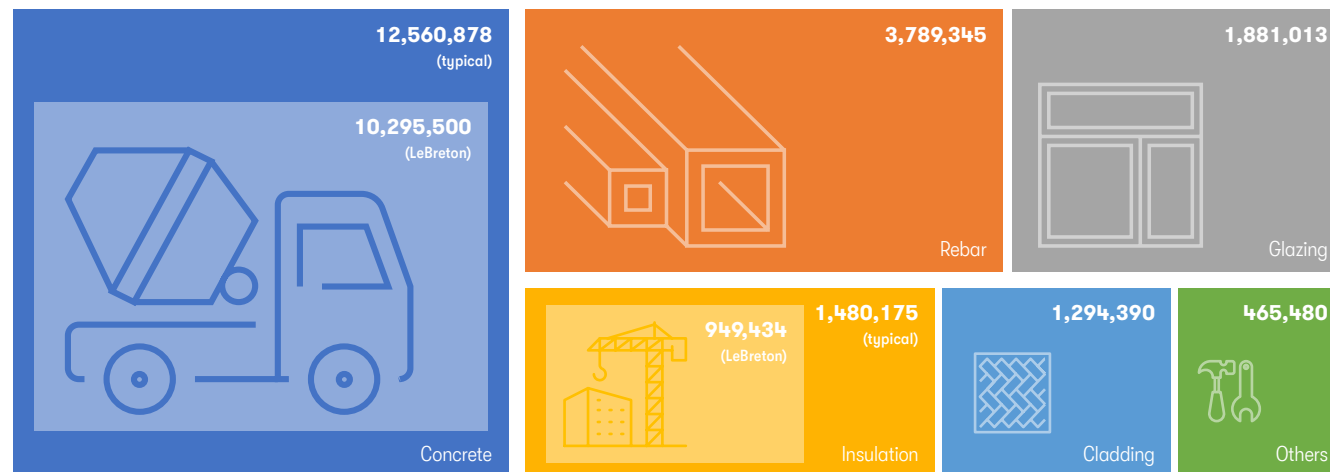 12,560,878
(typical)
10,295,500
(LeBreton)
Concrete
3,789,345
Rebar
1,881,013
Glazing
949,434
(LeBreton)
1,480,175
(typical)
Insulation
1,294,390
Cladding
465,480
Others